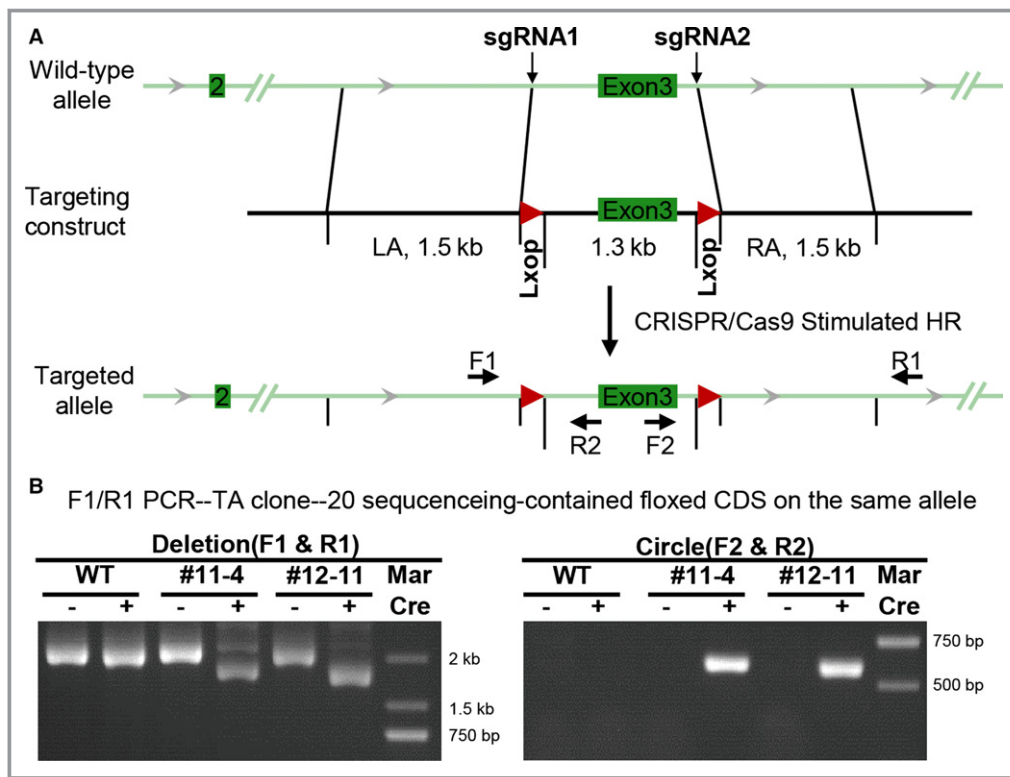 A
sgRNA1 sgRNA2
Wild-type allele
2 Exon3
Targeting construct
Exon3
LA, 1.5 kb Lxop 1.3 kb Lxop RA, 1.5 kb
CRISPR/Cas9 Stimulated HR
F1 R1
Targeted allele
2 Exon3
R2 F2
B
F1/R1 PCR--TA clone--20 sequcenceing-contained floxed CDS on the same allele
Deletion(F1 & R1)
WT #11-4 #12-11 Mar
- + - + - + Cre
2 kb
1.5 kb
750 bp
Circle(F2 & R2)
WT #11-4 #12-11 Mar
- + - + - + Cre
750 bp
500 bp